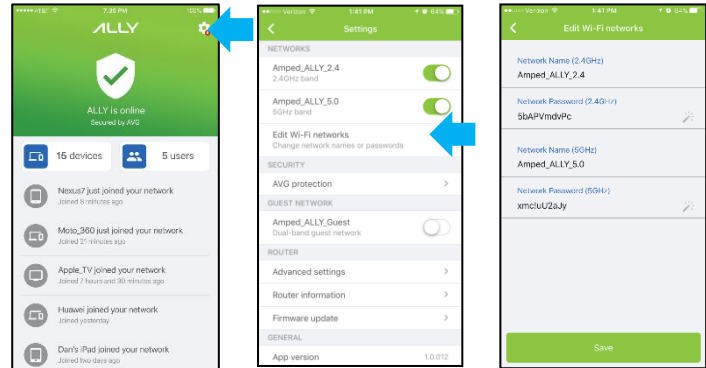 AT&T 7:35 PM 100%
ALLY
ALLY is online
Secured by AVG
15 devices
5 users
Nexus7 just joined your network
Joined 8 minutes ago
Moto_360 just joined your network
Joined 21 minutes ago
Apple_TV joined your network
Joined 2 hours and 30 minutes ago
Huawei joined your network
Joined yesterday
Dan's iPad joined your network
Joined two days ago
Verizon 1:41 PM 64%
Settings
NETWORKS
Amped_ALLY_2.4
2.4GHz band
Amped_ALLY_5.0
5GHz band
Edit Wi-Fi networks
Change network names or passwords
SECURITY
AVG protection
GUEST NETWORK
Amped_ALLY_Guest
Dual-band guest network
ROUTER
Advanced settings
Router information
Firmware update
GENERAL
App version 1.0.012
Verizon 1:41 PM 64%
Edit Wi-Fi networks
Network Name (2.4GHz)
Amped_ALLY_2.4
Network Password (2.4GHz)
5bAPVmdvPc
Network Name (5GHz)
Amped_ALLY_5.0
Network Password (5GHz)
xmc!uU2aJy
Save